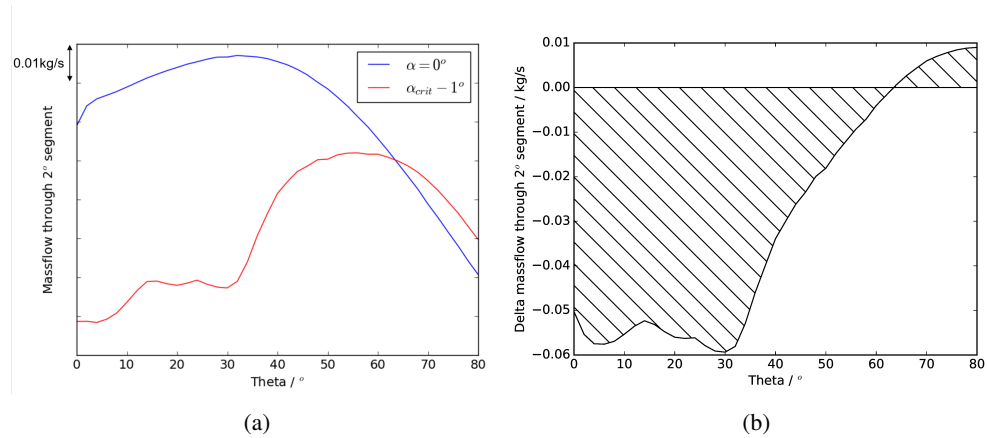 0.01kg/s
Massflow through 2° segment
α = 0°
α_crit − 1°
0 10 20 30 40 50 60 70 80
Theta / °
(a)
Delta massflow through 2° segment / kg/s
0.01
0.00
−0.01
−0.02
−0.03
−0.04
−0.05
−0.06
0 10 20 30 40 50 60 70 80
Theta / °
(b)